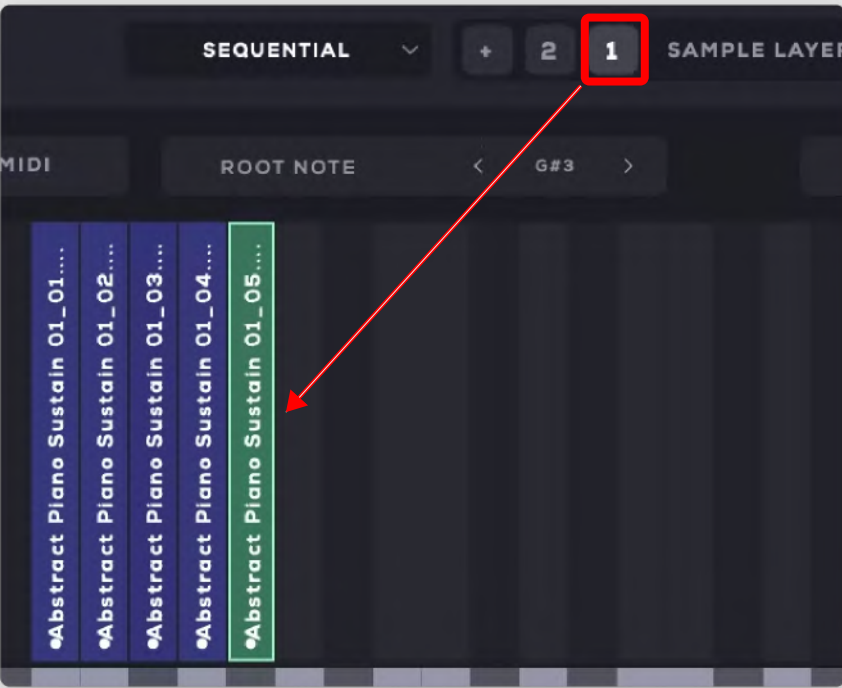 SEQUENTIAL + 2 1 SAMPLE LAYER
MIDI ROOT NOTE < G#3 >
Abstract Piano Sustain 01_01....
Abstract Piano Sustain 01_02....
Abstract Piano Sustain 01_03....
Abstract Piano Sustain 01_04....
Abstract Piano Sustain 01_05....